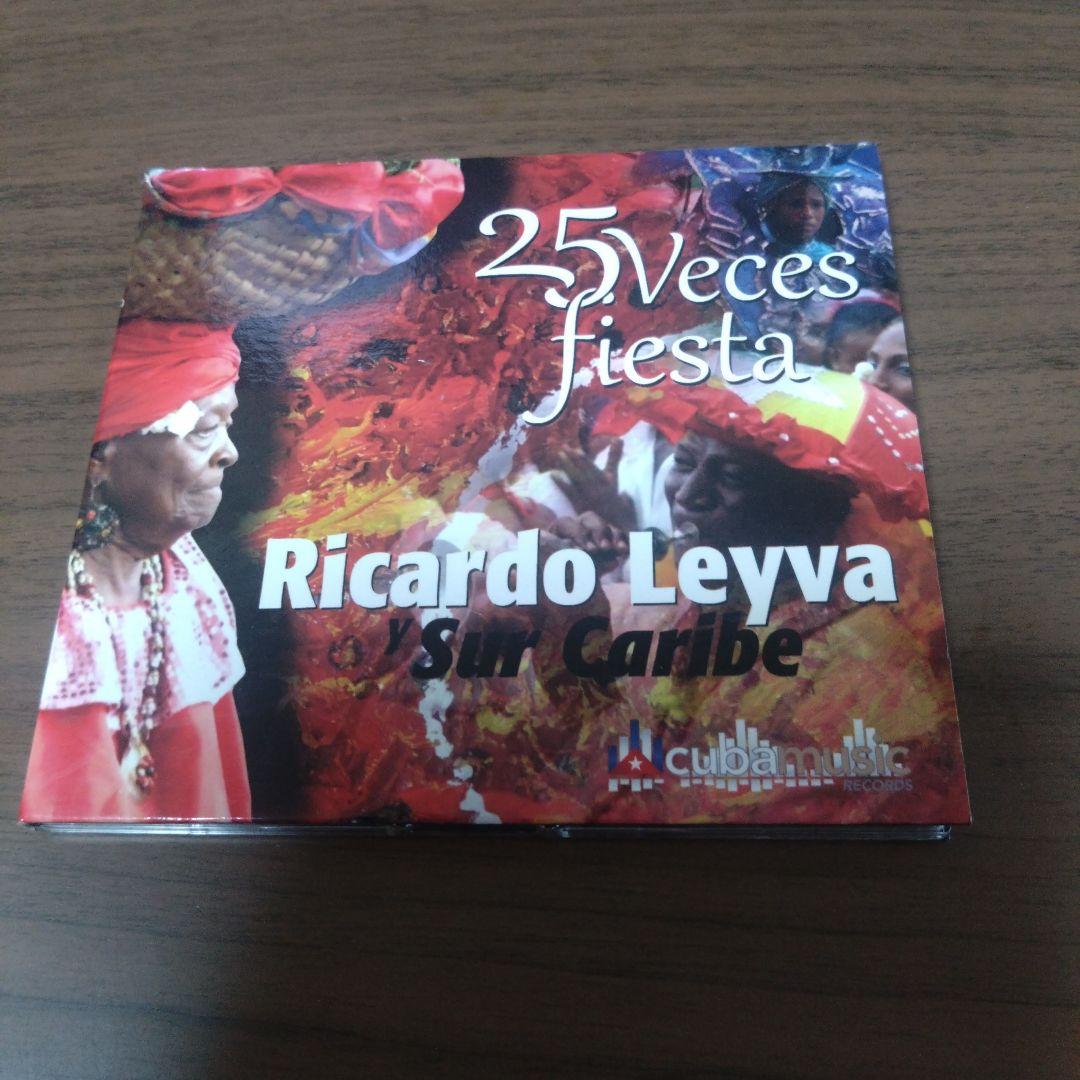 25 Veces
fiesta
Ricardo Leyva
y Sur Caribe
cubamusic
RECORDS